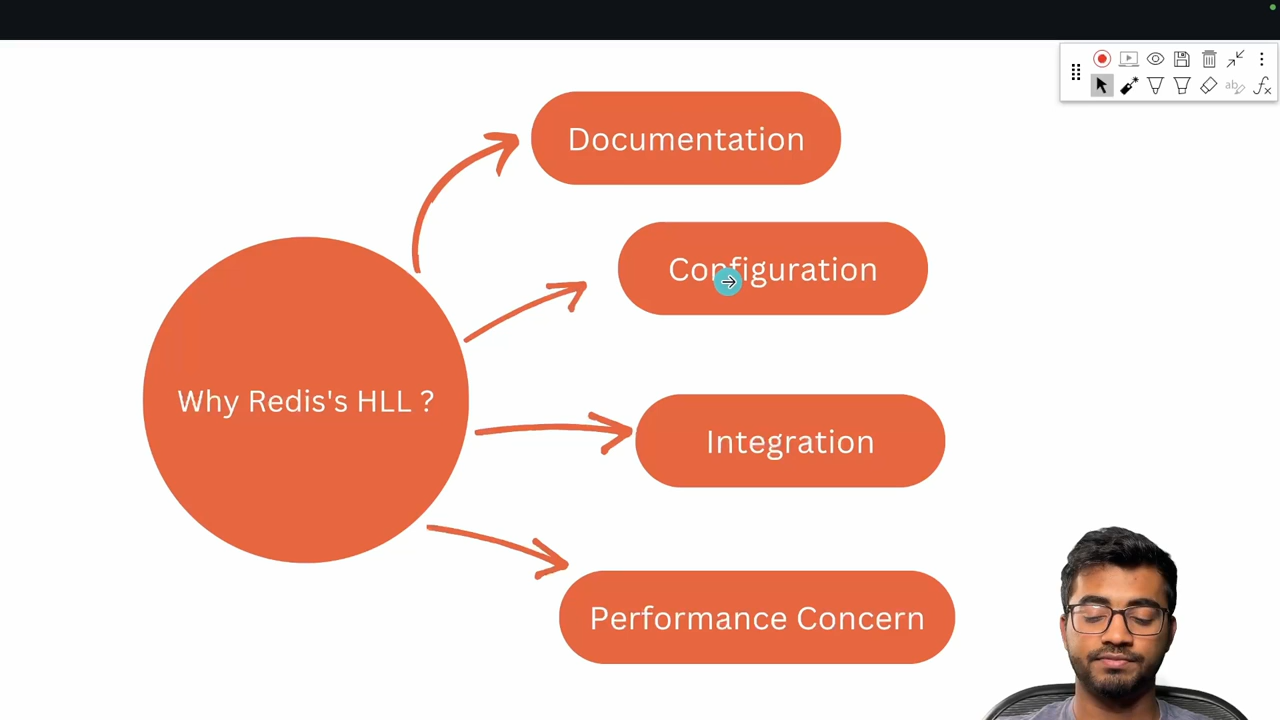 Documentation
Configuration
Why Redis's HLL ?
Integration
Performance Concern